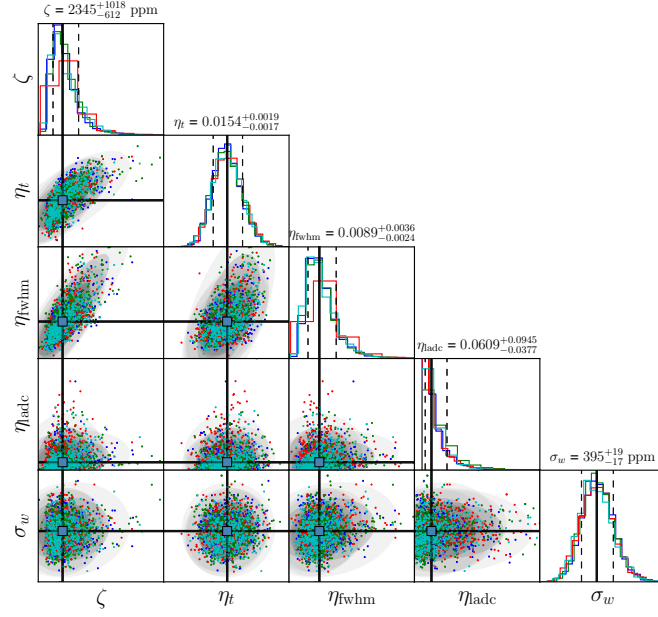 ζ = 2345^{+1018}_{-612} ppm
ζ
η_t = 0.0154^{+0.0019}_{-0.0017}
η_t
η_fwhm = 0.0089^{+0.0036}_{-0.0024}
η_fwhm
η_ladc = 0.0609^{+0.0945}_{-0.0377}
η_ladc
σ_w = 395^{+19}_{-17} ppm
σ_w
ζ η_t η_fwhm η_ladc σ_w